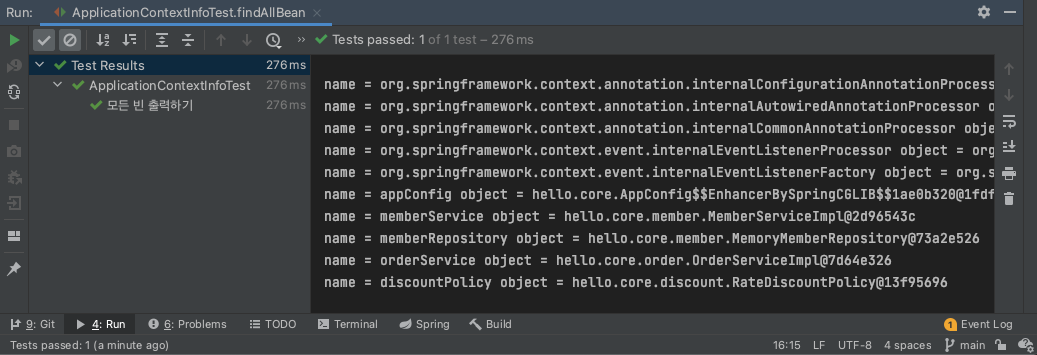 Run: ApplicationContextInfoTest.findAllBean
Tests passed: 1 of 1 test – 276 ms
Test Results 276 ms
ApplicationContextInfoTest 276 ms
모든 빈 출력하기 276 ms
name = org.springframework.context.annotation.internalConfigurationAnnotationProcess
name = org.springframework.context.annotation.internalAutowiredAnnotationProcessor o
name = org.springframework.context.annotation.internalCommonAnnotationProcessor obje
name = org.springframework.context.event.internalEventListenerProcessor object = org
name = org.springframework.context.event.internalEventListenerFactory object = org.s
name = appConfig object = hello.core.AppConfig$$EnhancerBySpringCGLIB$$1ae0b320@1fdf
name = memberService object = hello.core.member.MemberServiceImpl@2d96543c
name = memberRepository object = hello.core.member.MemoryMemberRepository@73a2e526
name = orderService object = hello.core.order.OrderServiceImpl@7d64e326
name = discountPolicy object = hello.core.discount.RateDiscountPolicy@13f95696
9: Git 4: Run 6: Problems TODO Terminal Spring Build 1 Event Log
Tests passed: 1 (a minute ago) 16:15 LF UTF-8 4 spaces main